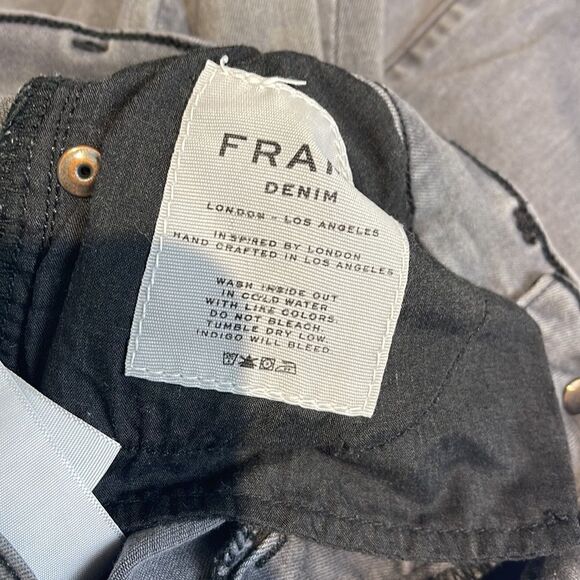 FRAM
DENIM
LONDON - LOS ANGELES
INSPIRED BY LONDON
HAND CRAFTED IN LOS ANGELES
WASH INSIDE OUT
IN COLD WATER
WITH LIKE COLORS
DO NOT BLEACH.
TUMBLE DRY LOW.
INDIGO WILL BLEED.